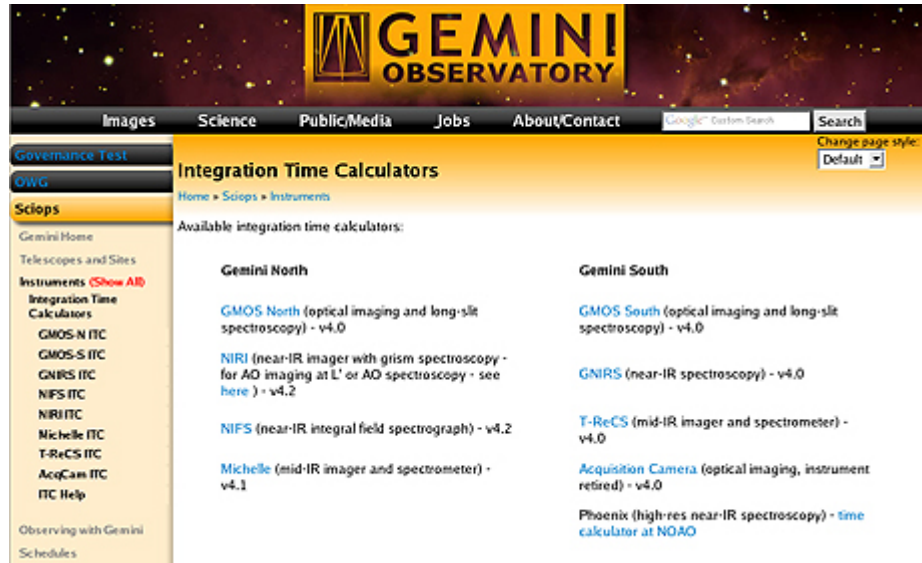 GEMINI
OBSERVATORY
Images Science Public/Media Jobs About/Contact Google™ Custom Search Search
Change page style:
Default
Governance Test
OWG
Sciops
Gemini Home
Telescopes and Sites
Instruments (Show All)
Integration Time
Calculators
GMOS-N ITC
GMOS-S ITC
GNIRS ITC
NIFS ITC
NIRI ITC
Michelle ITC
T-ReCS ITC
AcqCam ITC
ITC Help
Observing with Gemini
Schedules
Integration Time Calculators
Home » Sciops » Instruments
Available integration time calculators:
Gemini North
GMOS North (optical imaging and long-slit
spectroscopy) - v4.0
NIRI (near-IR imager with grism spectroscopy -
for AO imaging at L' or AO spectroscopy - see
here ) - v4.2
NIFS (near-IR integral field spectrograph) - v4.2
Michelle (mid-IR imager and spectrometer) -
v4.1
Gemini South
GMOS South (optical imaging and long-slit
spectroscopy) - v4.0
GNIRS (near-IR spectroscopy) - v4.0
T-ReCS (mid-IR imager and spectrometer) -
v4.0
Acquisition Camera (optical imaging, instrument
retired) - v4.0
Phoenix (high-res near-IR spectroscopy) - time
calculator at NOAO